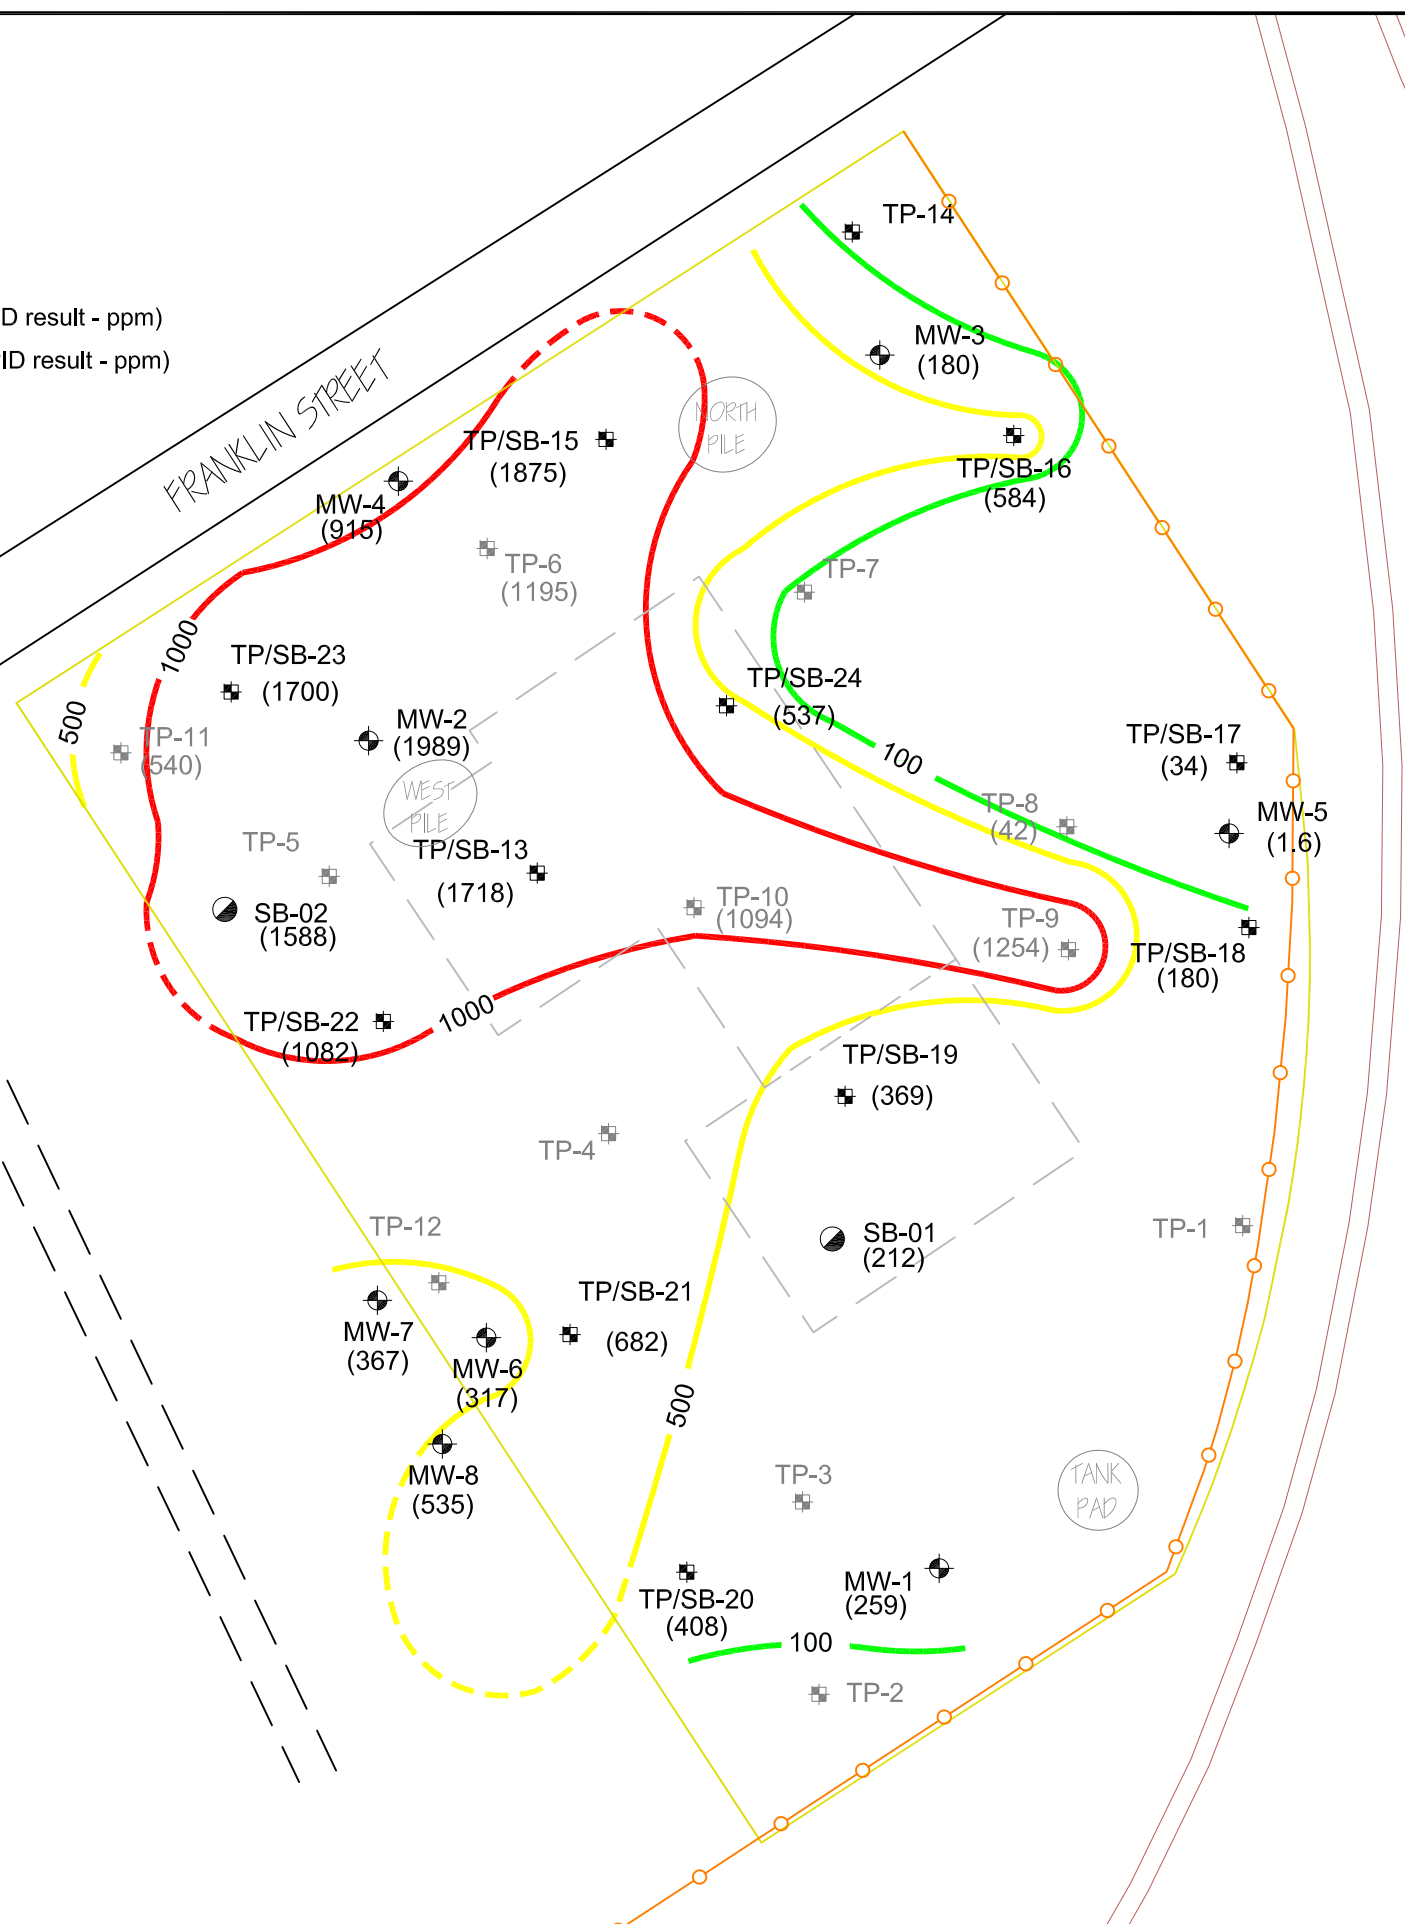 TP-14
D result - ppm)
ID result - ppm)
MW-3
(180)
FRANKLIN STREET
NORTH
PILE
TP/SB-15
(1875)
TP/SB-16
(584)
MW-4
(915)
TP-6
(1195)
TP-7
1000
TP/SB-23
(1700)
TP/SB-24
(537)
500
TP-11
(540)
MW-2
(1989)
100
TP/SB-17
(34)
WEST
PILE
TP-8
(42)
MW-5
(1.6)
TP-5
TP/SB-13
(1718)
SB-02
(1588)
TP-10
(1094)
TP-9
(1254)
TP/SB-18
(180)
1000
TP/SB-22
(1082)
TP/SB-19
(369)
TP-4
TP-12
SB-01
(212)
TP-1
TP/SB-21
(682)
MW-7
(367)
MW-6
(317)
500
MW-8
(535)
TP-3
TANK
PAD
TP/SB-20
(408)
MW-1
(259)
100
TP-2